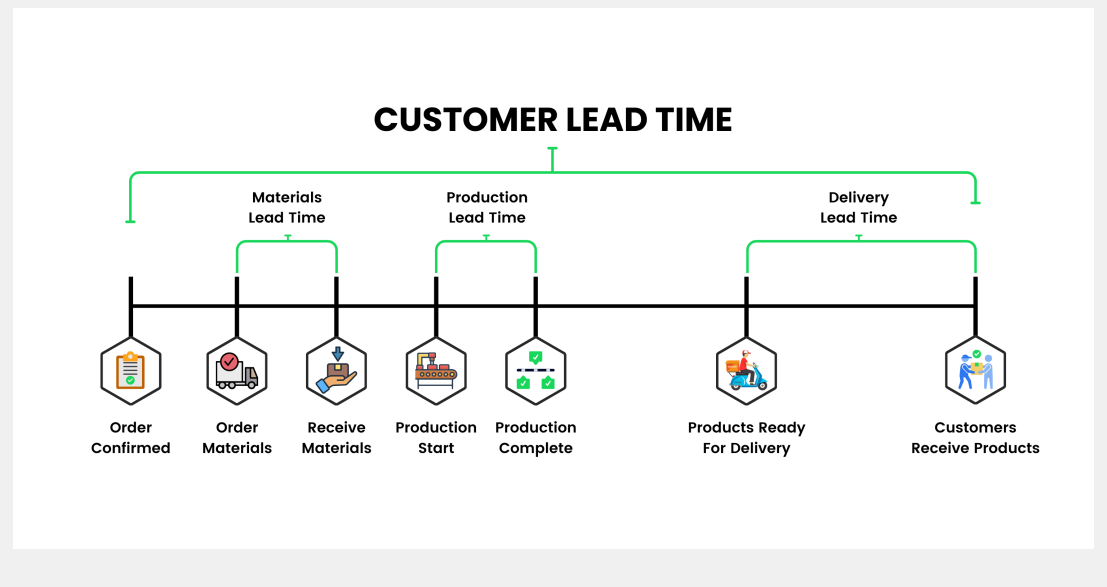 CUSTOMER LEAD TIME
Materials
Lead Time
Production
Lead Time
Delivery
Lead Time
Order
Confirmed
Order
Materials
Receive
Materials
Production
Start
Production
Complete
Products Ready
For Delivery
Customers
Receive Products